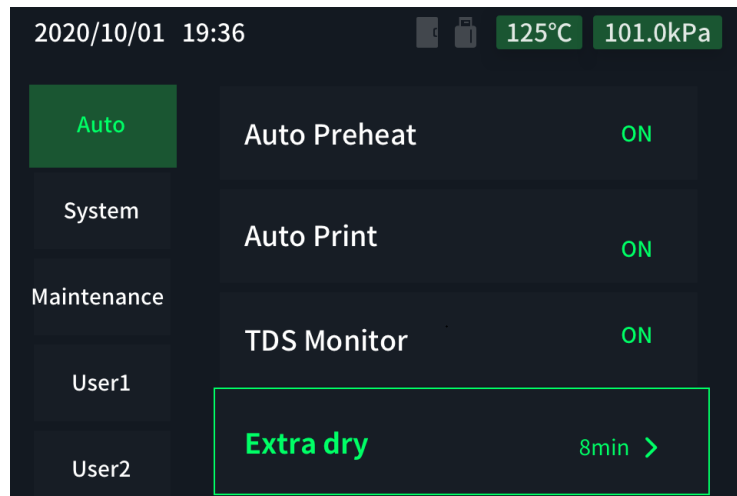 2020/10/01 19:36 125°C 101.0kPa
Auto
System
Maintenance
User1
User2
Auto Preheat ON
Auto Print ON
TDS Monitor ON
Extra dry 8min >